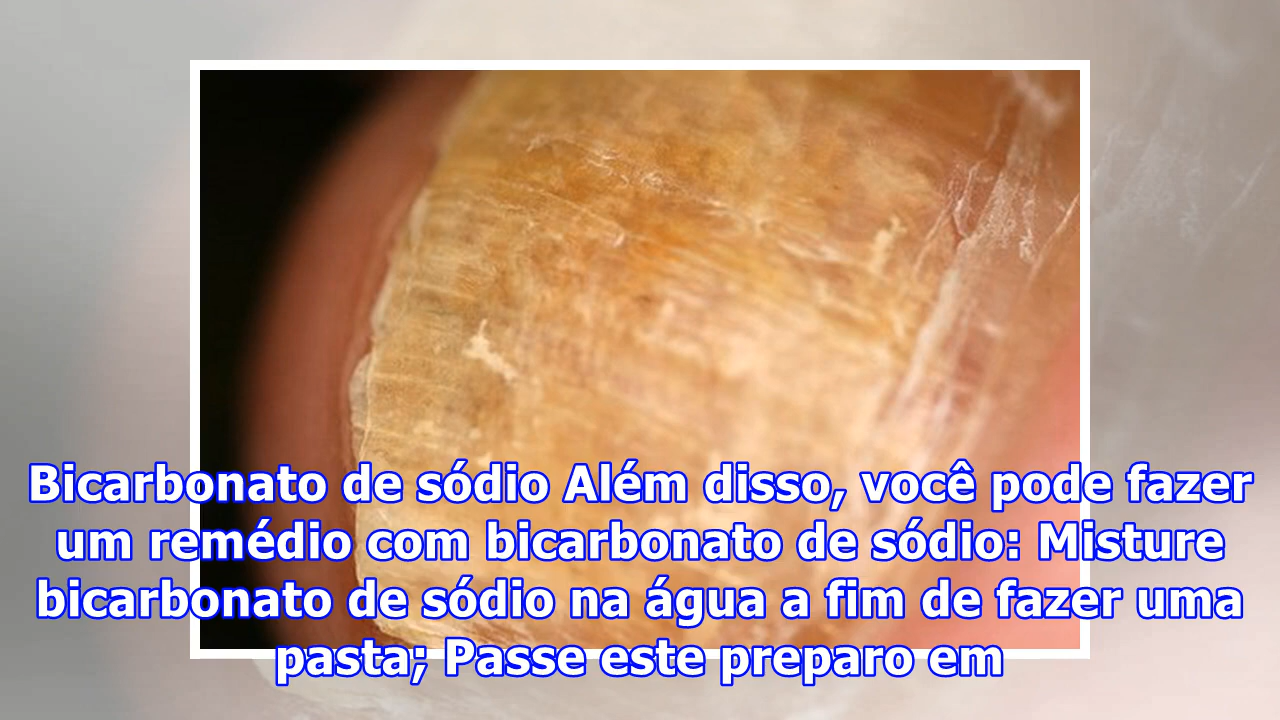 Bicarbonato de sódio Além disso, você pode fazer
um remédio com bicarbonato de sódio: Misture
bicarbonato de sódio na água a fim de fazer uma
pasta; Passe este preparo em